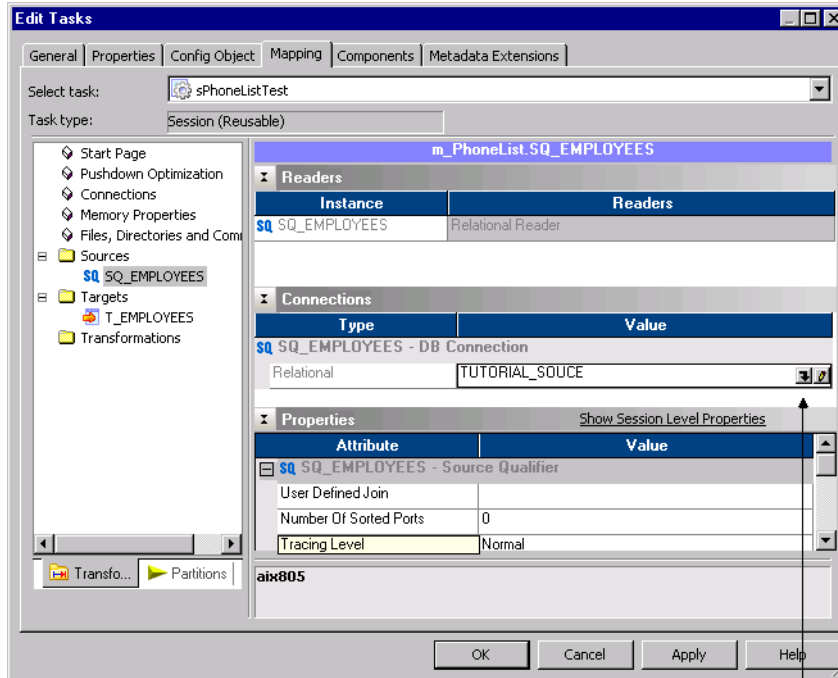 Edit Tasks
General Properties Config Object Mapping Components Metadata Extensions
Select task: sPhoneListTest
Task type: Session (Reusable)
Start Page
Pushdown Optimization
Connections
Memory Properties
Files, Directories and Com
Sources
SQ SQ_EMPLOYEES
Targets
T_EMPLOYEES
Transformations
Transfo... Partitions
m_PhoneList.SQ_EMPLOYEES
Readers
Instance Readers
SQ SQ_EMPLOYEES Relational Reader
Connections
Type Value
SQ SQ_EMPLOYEES - DB Connection
Relational TUTORIAL_SOUCE
Properties Show Session Level Properties
Attribute Value
SQ SQ_EMPLOYEES - Source Qualifier
User Defined Join
Number Of Sorted Ports 0
Tracing Level Normal
aix805
OK Cancel Apply Help